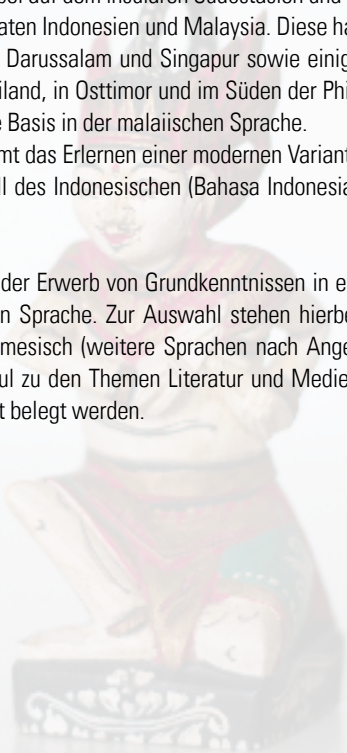 auf dem insularen Südostasien und
aten Indonesien und Malaysia. Diese
Darussalam und Singapur sowie einig
iland, in Osttimor und im Süden der Phi
e Basis in der malaiischen Sprache.
mt das Erlernen einer modernen Variant
ll des Indonesischen (Bahasa Indonesia
der Erwerb von Grundkenntnissen in e
n Sprache. Zur Auswahl stehen hierbe
mesisch (weitere Sprachen nach Ange
ul zu den Themen Literatur und Medie
t belegt werden.